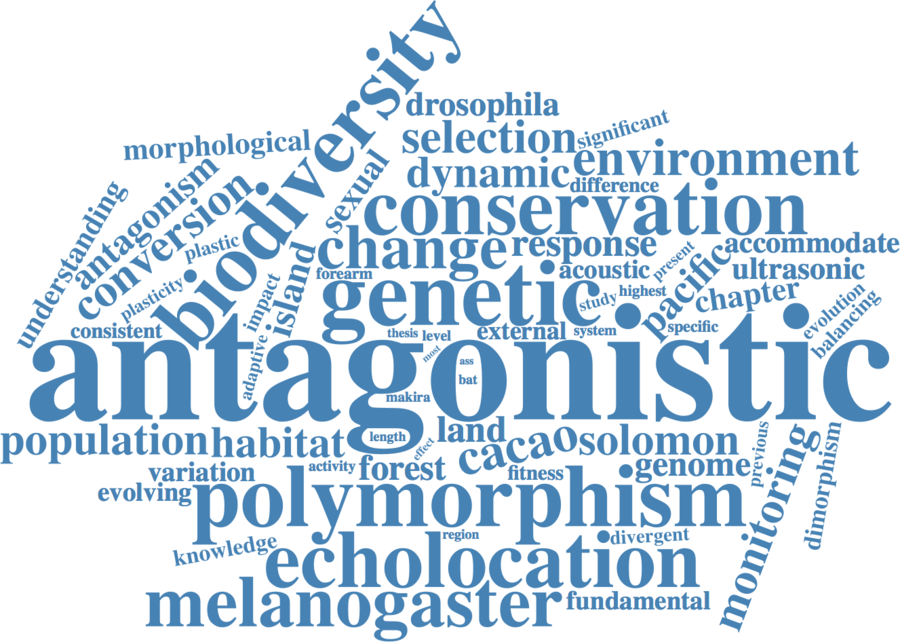 biodiversity
drosophila
selection
significant
morphological
environment
dynamic
difference
sexual
antagonism
understanding
conversion
conservation
plastic
change
response
accommodate
island
forearm
acoustic
present
pacific
ultrasonic
plasticity
impact
genetic
study
highest
chapter
evolution
balancing
consistent
adaptive
thesis
level
external
system
specific
most
ass
bat
antagonistic
makira
population
habitat
length
effect
land
cacao
solomon
previous
variation
activity
forest
fitness
genome
monitoring
dimorphism
evolving
polymorphism
region
divergent
knowledge
echolocation
melanogaster
fundamental